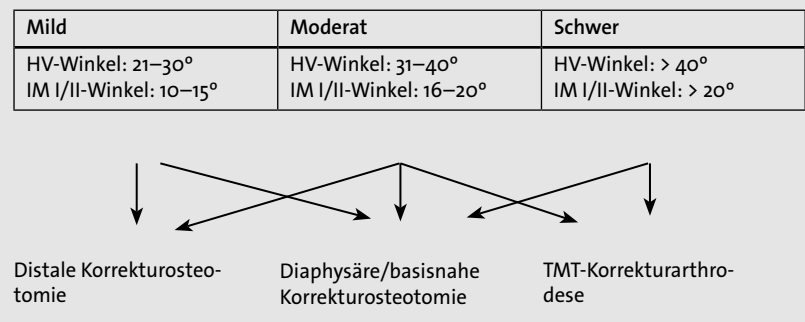 Mild Moderat Schwer
HV-Winkel: 21–30° HV-Winkel: 31–40° HV-Winkel: > 40°
IM I/II-Winkel: 10–15° IM I/II-Winkel: 16–20° IM I/II-Winkel: > 20°
Distale Korrekturosteo- Diaphysäre/basisnahe TMT-Korrekturarthro-
tomie Korrekturosteotomie dese